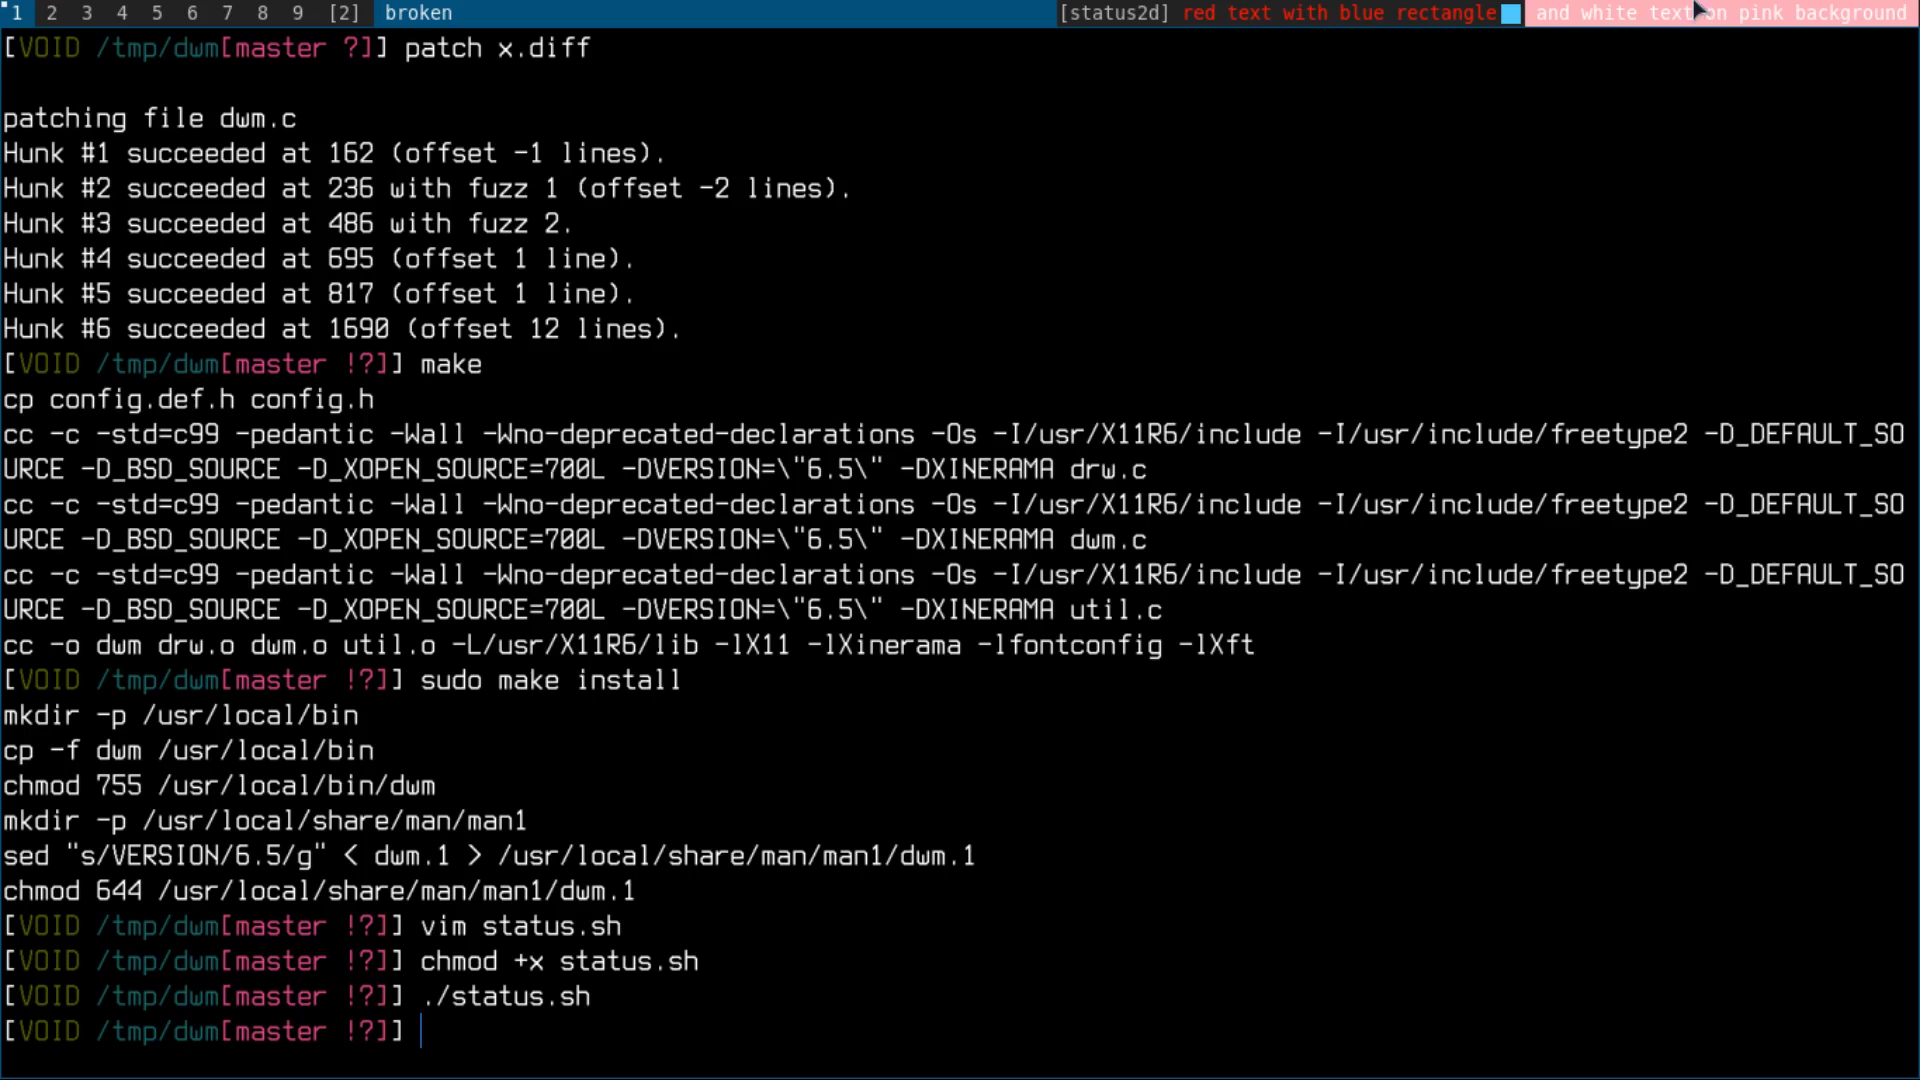 1 2 3 4 5 6 7 8 9 [2] broken [status2d] red text with blue rectangle and white text on pink background
[VOID /tmp/dwm[master ?]] patch x.diff
patching file dwm.c
Hunk #1 succeeded at 162 (offset -1 lines).
Hunk #2 succeeded at 236 with fuzz 1 (offset -2 lines).
Hunk #3 succeeded at 486 with fuzz 2.
Hunk #4 succeeded at 695 (offset 1 line).
Hunk #5 succeeded at 817 (offset 1 line).
Hunk #6 succeeded at 1690 (offset 12 lines).
[VOID /tmp/dwm[master !?]] make
cp config.def.h config.h
cc -c -std=c99 -pedantic -Wall -Wno-deprecated-declarations -Os -I/usr/X11R6/include -I/usr/include/freetype2 -D_DEFAULT_SO
URCE -D_BSD_SOURCE -D_XOPEN_SOURCE=700L -DVERSION=\"6.5\" -DXINERAMA drw.c
cc -c -std=c99 -pedantic -Wall -Wno-deprecated-declarations -Os -I/usr/X11R6/include -I/usr/include/freetype2 -D_DEFAULT_SO
URCE -D_BSD_SOURCE -D_XOPEN_SOURCE=700L -DVERSION=\"6.5\" -DXINERAMA dwm.c
cc -c -std=c99 -pedantic -Wall -Wno-deprecated-declarations -Os -I/usr/X11R6/include -I/usr/include/freetype2 -D_DEFAULT_SO
URCE -D_BSD_SOURCE -D_XOPEN_SOURCE=700L -DVERSION=\"6.5\" -DXINERAMA util.c
cc -o dwm drw.o dwm.o util.o -L/usr/X11R6/lib -lX11 -lXinerama -lfontconfig -lXft
[VOID /tmp/dwm[master !?]] sudo make install
mkdir -p /usr/local/bin
cp -f dwm /usr/local/bin
chmod 755 /usr/local/bin/dwm
mkdir -p /usr/local/share/man/man1
sed "s/VERSION/6.5/g" < dwm.1 > /usr/local/share/man/man1/dwm.1
chmod 644 /usr/local/share/man/man1/dwm.1
[VOID /tmp/dwm[master !?]] vim status.sh
[VOID /tmp/dwm[master !?]] chmod +x status.sh
[VOID /tmp/dwm[master !?]] ./status.sh
[VOID /tmp/dwm[master !?]]